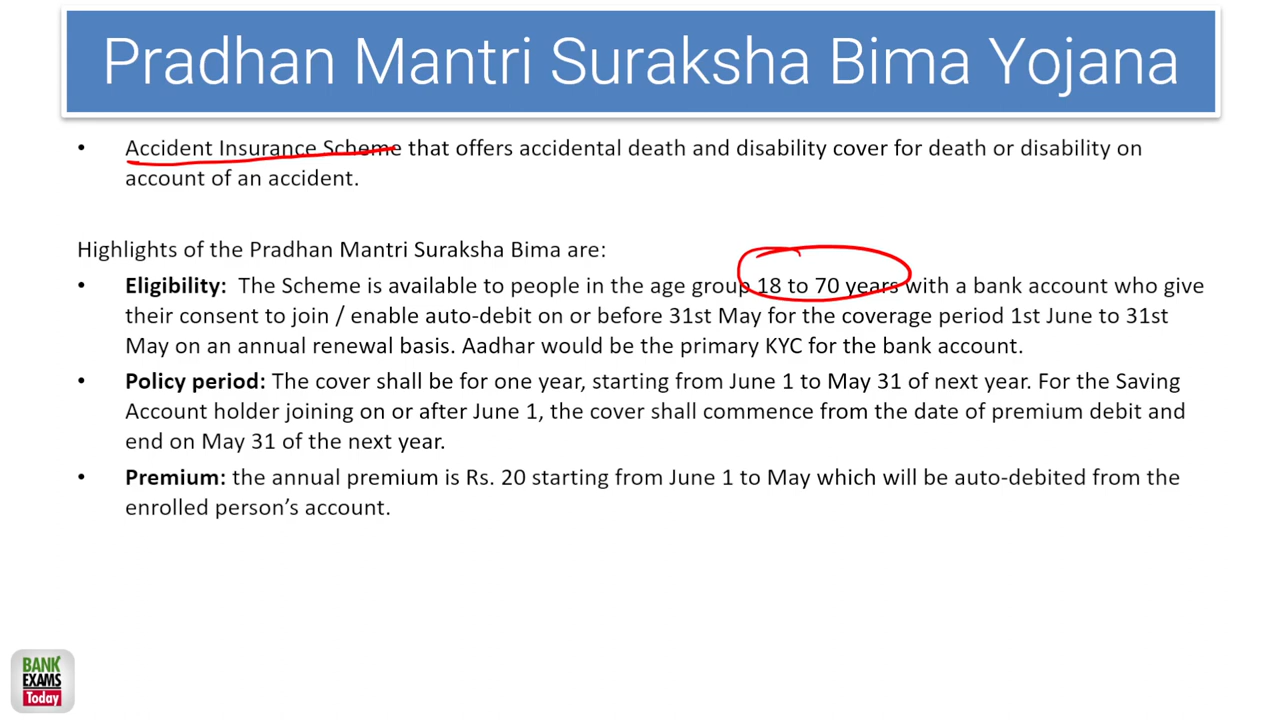 Pradhan Mantri Suraksha Bima Yojana
• Accident Insurance Scheme that offers accidental death and disability cover for death or disability on
account of an accident.
Highlights of the Pradhan Mantri Suraksha Bima are:
• Eligibility: The Scheme is available to people in the age group 18 to 70 years with a bank account who give
their consent to join / enable auto-debit on or before 31st May for the coverage period 1st June to 31st
May on an annual renewal basis. Aadhar would be the primary KYC for the bank account.
• Policy period: The cover shall be for one year, starting from June 1 to May 31 of next year. For the Saving
Account holder joining on or after June 1, the cover shall commence from the date of premium debit and
end on May 31 of the next year.
• Premium: the annual premium is Rs. 20 starting from June 1 to May which will be auto-debited from the
enrolled person's account.
BANK
EXAMS
Today